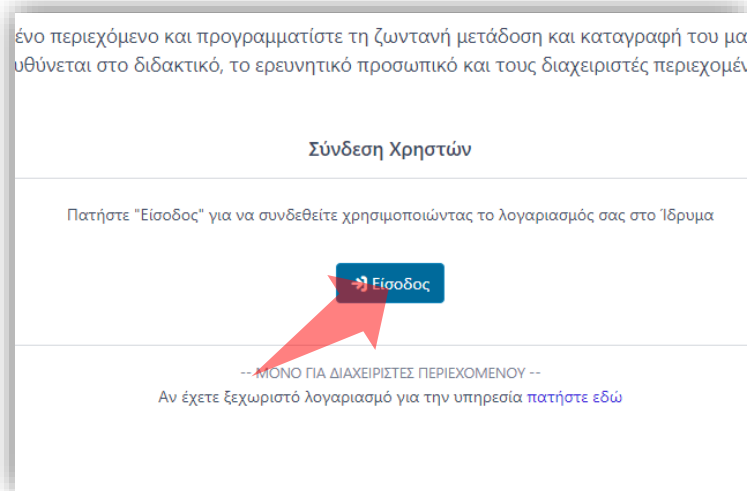 ένο περιεχόμενο και προγραμματίστε τη ζωντανή μετάδοση και καταγραφή του μα
υθύνεται στο διδακτικό, το ερευνητικό προσωπικό και τους διαχειριστές περιεχομέν
Σύνδεση Χρηστών
Πατήστε "Είσοδος" για να συνδεθείτε χρησιμοποιώντας το λογαριασμός σας στο Ίδρυμα
Είσοδος
-- ΜΟΝΟ ΓΙΑ ΔΙΑΧΕΙΡΙΣΤΕΣ ΠΕΡΙΕΧΟΜΕΝΟΥ --
Αν έχετε ξεχωριστό λογαριασμό για την υπηρεσία πατήστε εδώ